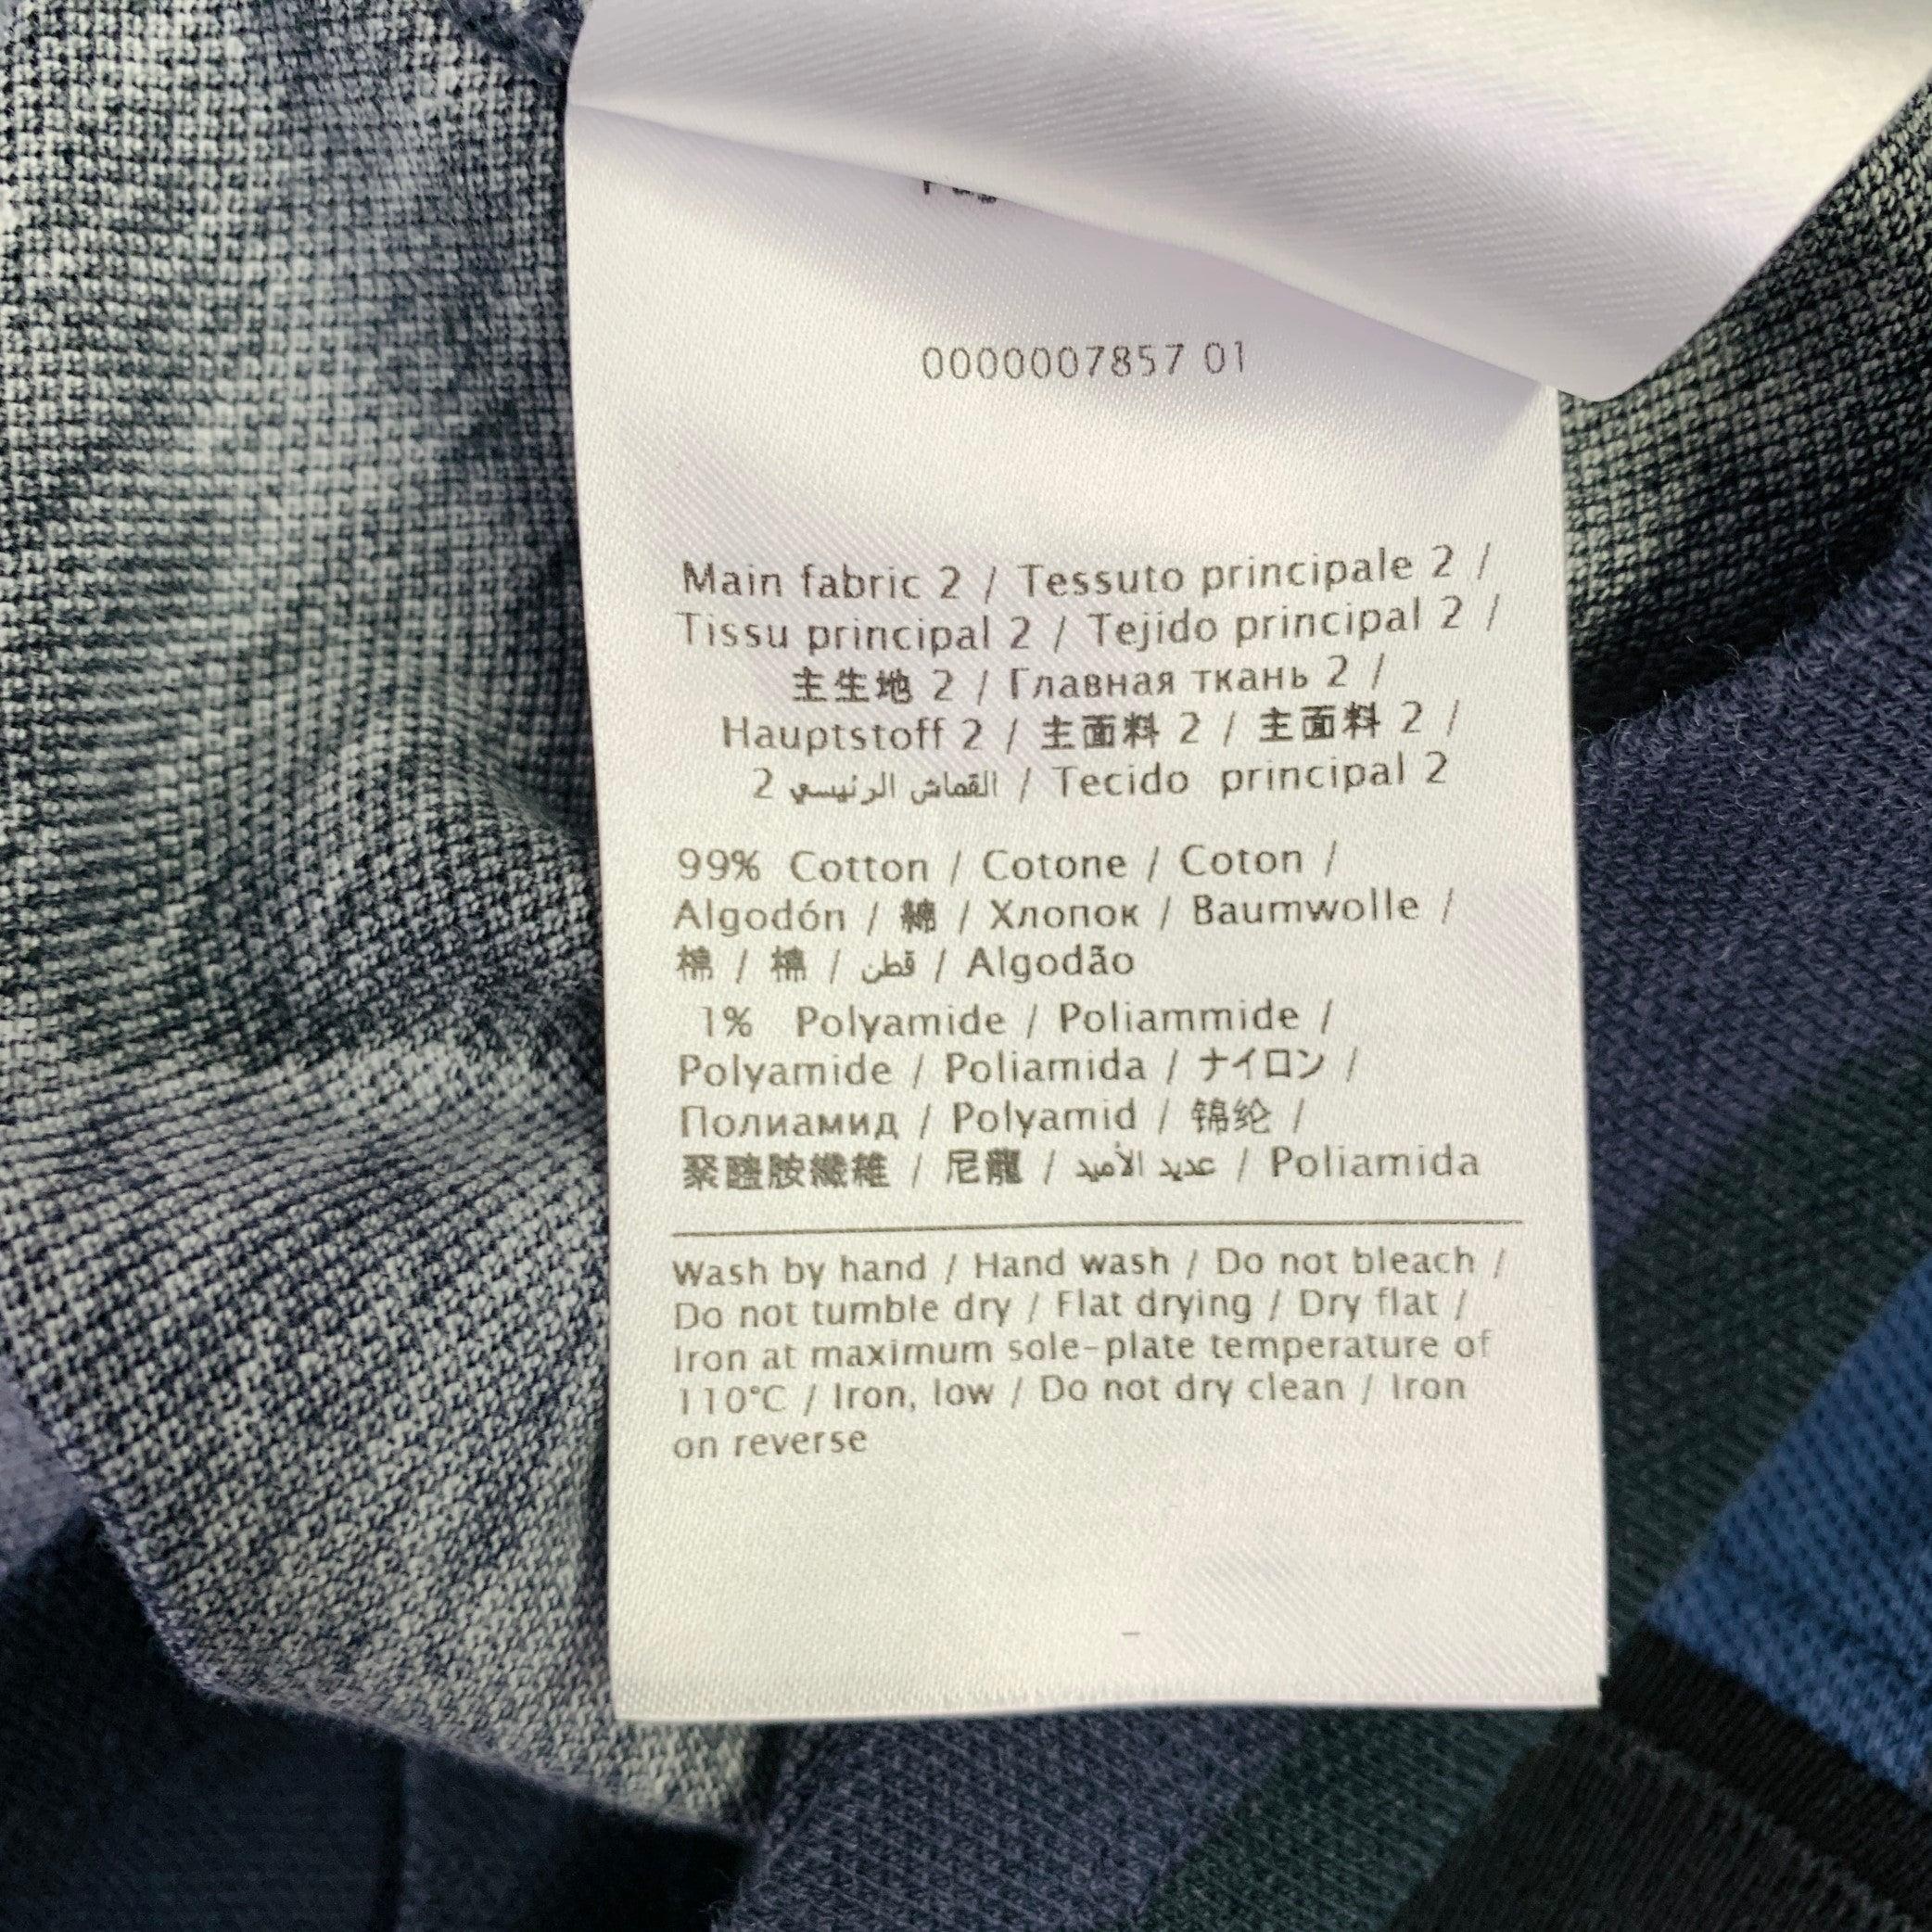 0000007857 01
Main fabric 2 / Tessuto principale 2 /
Tissu principal 2 / Tejido principal 2 /
主生地 2 / Главная ткань 2 /
Hauptstoff 2 / 主面料 2 / 主面料 2 /
القماش الرئيسي 2 / Tecido principal 2
99% Cotton / Cotone / Coton /
Algodón / 綿 / Хлопок / Baumwolle /
棉 / 棉 / قطن / Algodão
1% Polyamide / Poliammide /
Polyamide / Poliamida / ナイロン /
Полиамид / Polyamid / 锦纶 /
聚醯胺纖維 / 尼龍 / عديد الأميد / Poliamida
Wash by hand / Hand wash / Do not bleach /
Do not tumble dry / Flat drying / Dry flat /
Iron at maximum sole-plate temperature of
110°C / Iron, low / Do not dry clean / Iron
on reverse